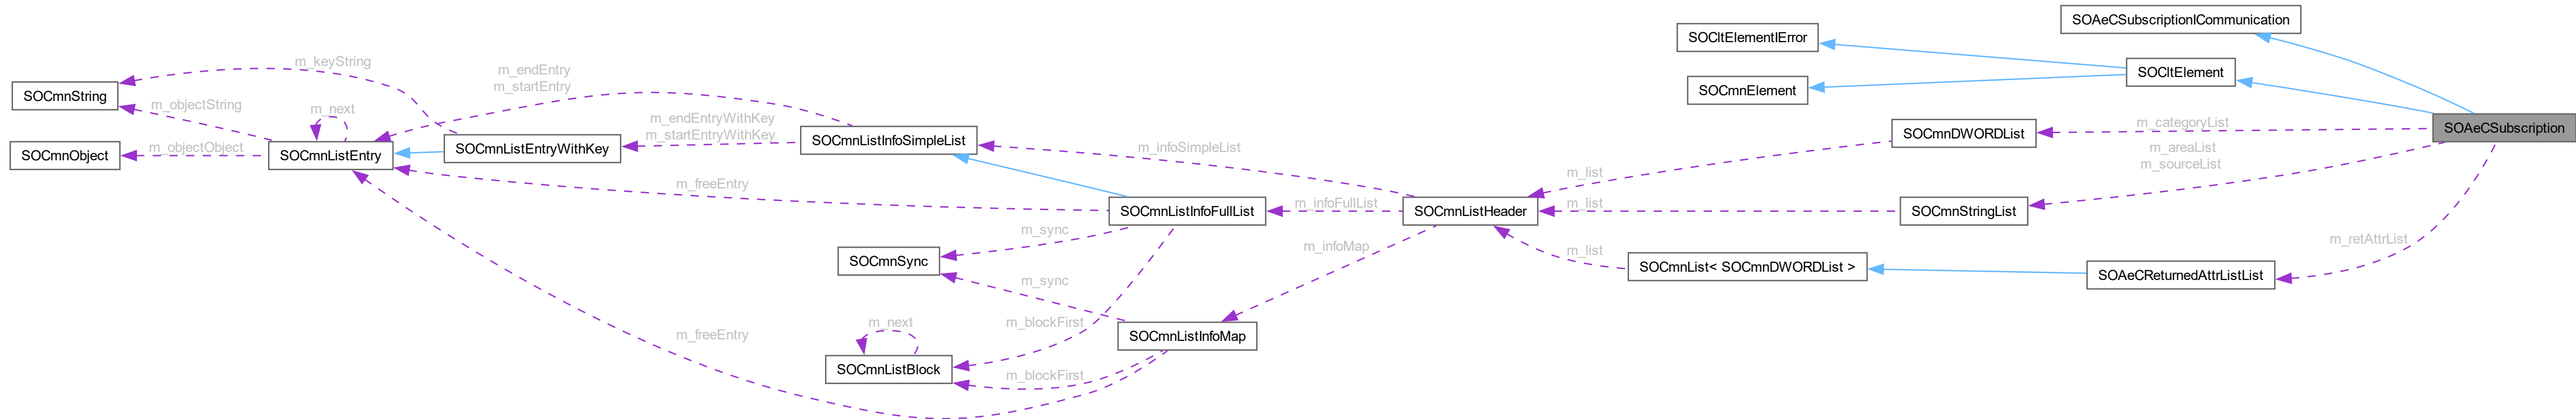 SOAeCSubscriptionICommunication
SOCltElementIError
m_keyString
m_endEntry
m_startEntry
SOCltElement
SOCmnElement
SOCmnString
m_objectString
m_next
m_endEntryWithKey
m_startEntryWithKey
SOCmnListInfoSimpleList
SOCmnDWORDList
m_categoryList
SOAeCSubscription
SOCmnObject
m_objectObject
SOCmnListEntry
SOCmnListEntryWithKey
m_infoSimpleList
m_areaList
m_sourceList
m_list
m_freeEntry
SOCmnListInfoFullList
m_infoFullList
SOCmnListHeader
m_list
SOCmnStringList
m_sync
m_infoMap
m_list
m_retAttrList
SOCmnSync
SOCmnList< SOCmnDWORDList >
SOAeCReturnedAttrListList
m_sync
m_next
m_blockFirst
m_freeEntry
SOCmnListInfoMap
SOCmnListBlock
m_blockFirst